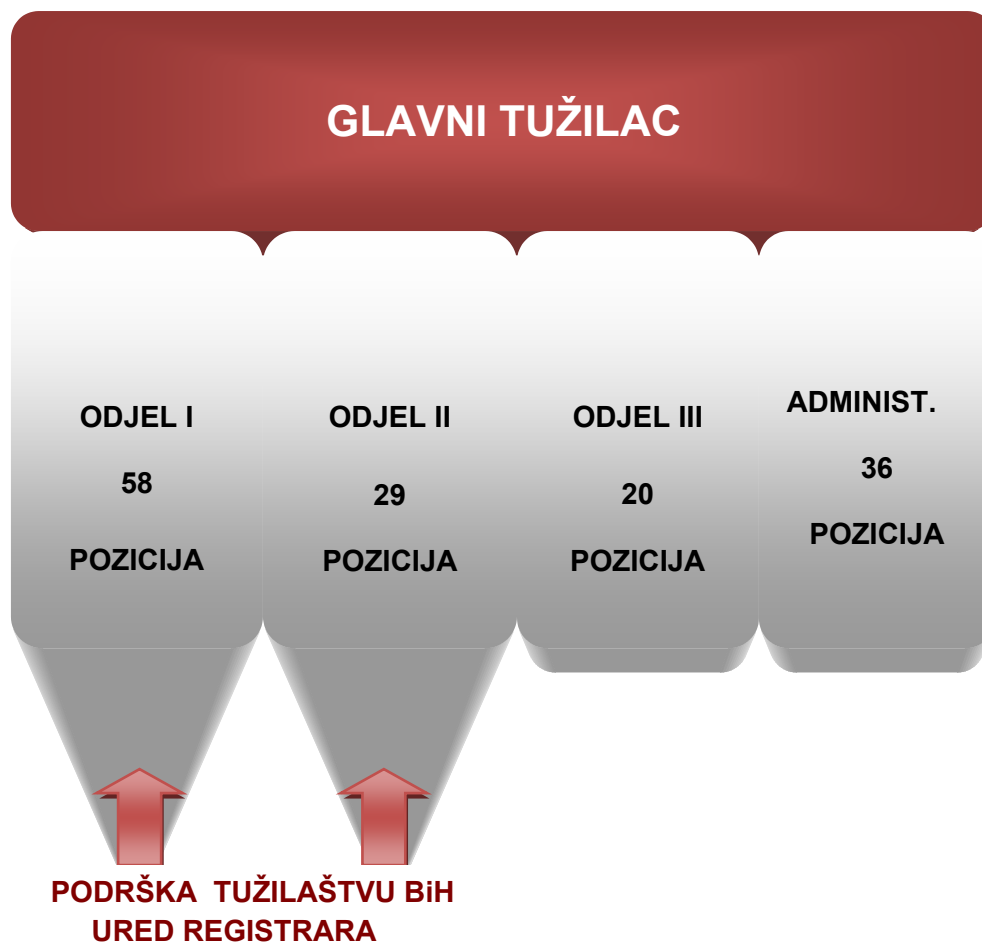 GLAVNI TUŽILAC
ODJEL I
58
POZICIJA
ODJEL II
29
POZICIJA
ODJEL III
20
POZICIJA
ADMINIST.
36
POZICIJA
PODRŠKA TUŽILAŠTVU BiH
URED REGISTRARA